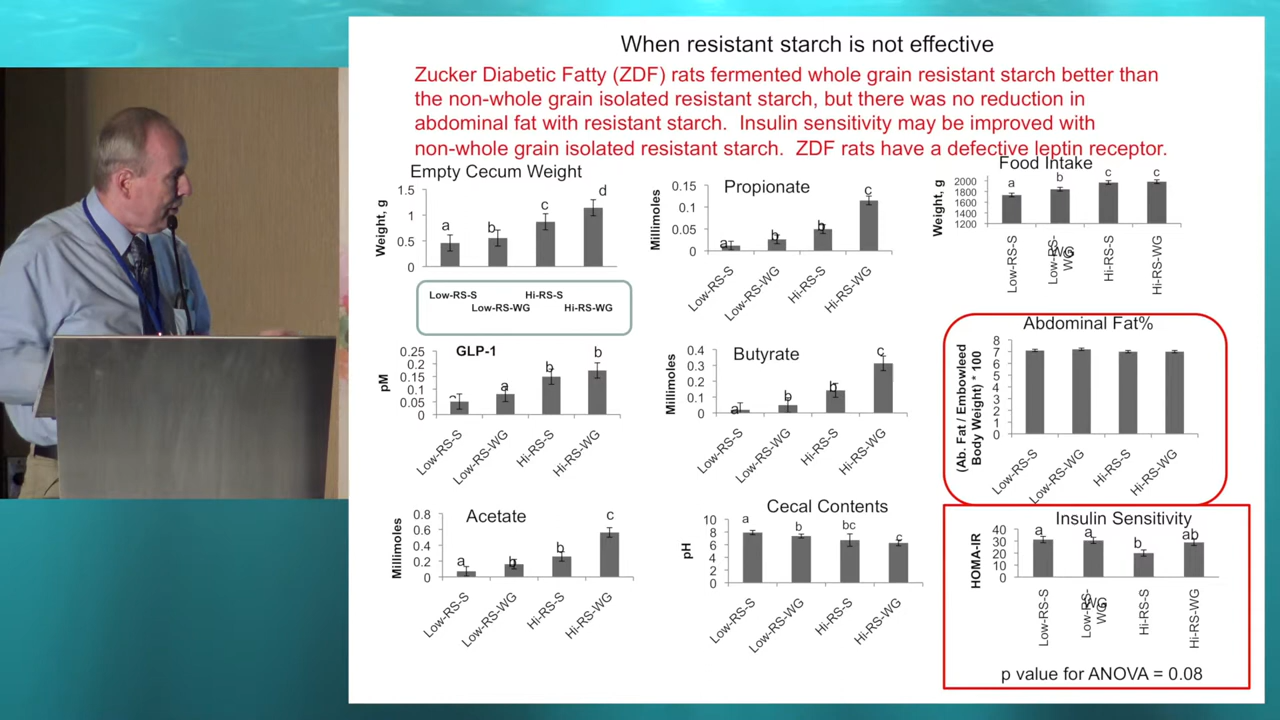 When resistant starch is not effective
Zucker Diabetic Fatty (ZDF) rats fermented whole grain resistant starch better than
the non-whole grain isolated resistant starch, but there was no reduction in
abdominal fat with resistant starch. Insulin sensitivity may be improved with
non-whole grain isolated resistant starch. ZDF rats have a defective leptin receptor.
Empty Cecum Weight
Weight, g
1.5
1
0.5
0
a
b
c
d
Low-RS-S
Hi-RS-S
Low-RS-WG
Hi-RS-WG
Propionate
Millimoles
0.15
0.1
0.05
0
a
b
b
c
Low-RS-S
Low-RS-WG
Hi-RS-S
Hi-RS-WG
Food Intake
Weight, g
2000
1800
1600
1400
1200
a
b
c
c
Low-RS-S
Low-RS-
WG
WG
Hi-RS-S
Hi-RS-WG
GLP-1
pM
0.25
0.2
0.15
0.1
0.05
0
a
b
b
Low-RS-S
Low-RS-WG
Hi-RS-S
Hi-RS-WG
Butyrate
Millimoles
0.4
0.3
0.2
0.1
0
a
b
b
c
Low-RS-S
Low-RS-WG
Hi-RS-S
Hi-RS-WG
Abdominal Fat%
(Ab. Fat / Embowleed
Body Weight) * 100
8
7
6
5
4
3
2
1
0
Low-RS-S
Low-RS-WG
Hi-RS-S
Hi-RS-WG
Acetate
Millimoles
0.8
0.6
0.4
0.2
0
a
b
b
c
Low-RS-S
Low-RS-WG
Hi-RS-S
Hi-RS-WG
Cecal Contents
pH
10
8
6
4
2
0
a
b
bc
c
Low-RS-S
Low-RS-WG
Hi-RS-S
Hi-RS-WG
Insulin Sensitivity
HOMA-IR
40
30
20
10
0
a
a
b
ab
Low-RS-S
Low-RS-
WG
WG
Hi-RS-S
Hi-RS-WG
p value for ANOVA = 0.08